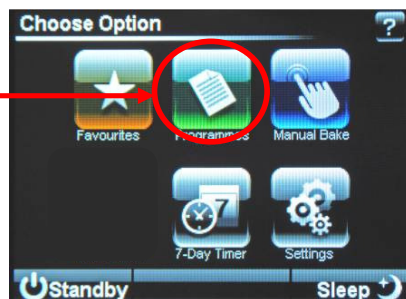 Choose Option ?
Favourites Programmes Manual Bake
7
7-Day Timer Settings
Standby Sleep